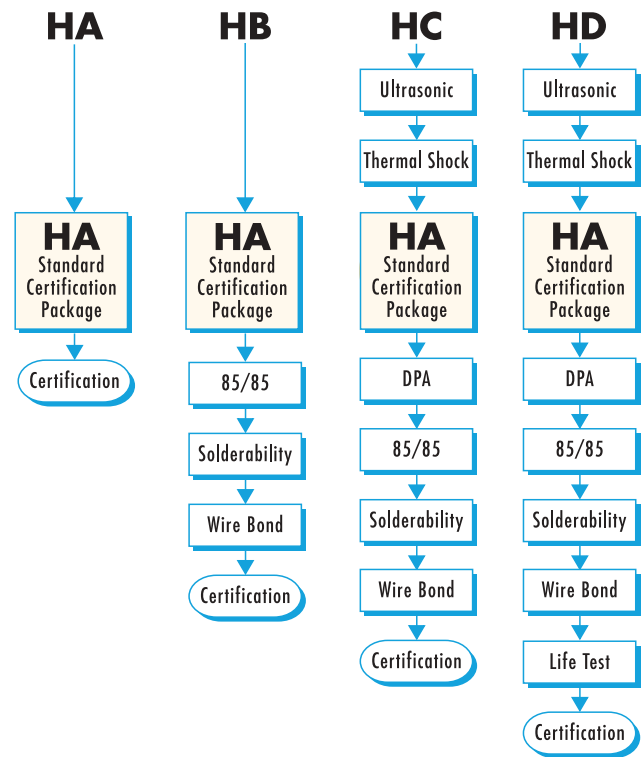 HA
HA
Standard
Certification
Package
Certification
HB
HA
Standard
Certification
Package
85/85
Solderability
Wire Bond
Certification
HC
Ultrasonic
Thermal Shock
HA
Standard
Certification
Package
DPA
85/85
Solderability
Wire Bond
Certification
HD
Ultrasonic
Thermal Shock
HA
Standard
Certification
Package
DPA
85/85
Solderability
Wire Bond
Life Test
Certification